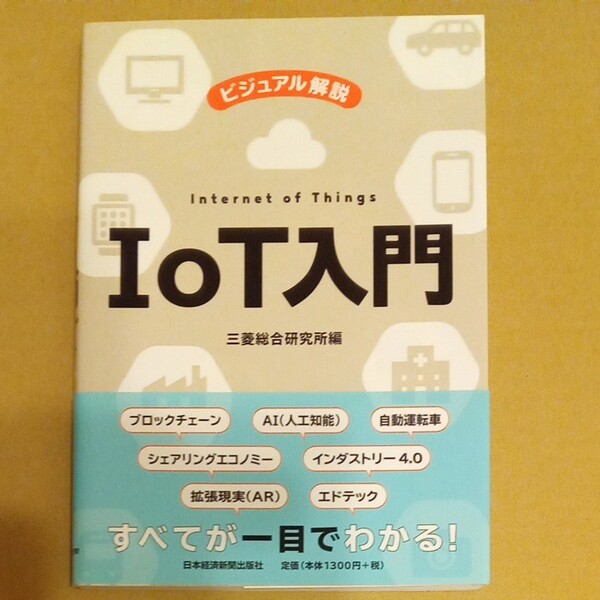 ビジュアル解説
Internet of Things
IoT入門
三菱総合研究所編
ブロックチェーン AI(人工知能) 自動運転車
シェアリングエコノミー インダストリー4.0
拡張現実(AR) エドテック
すべてが一目でわかる!
日本経済新聞出版社 定価(本体1300円+税)